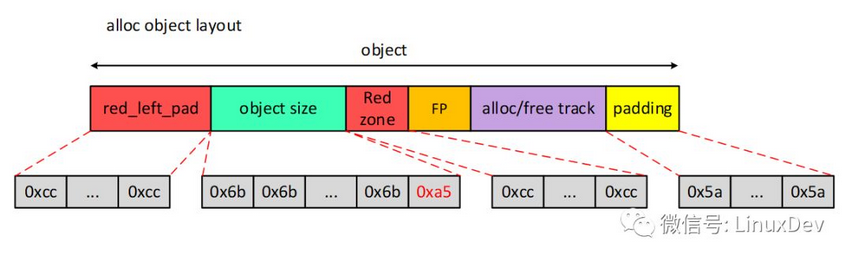 alloc object layout
object
red_left_pad
object size
Red
zone
FP
alloc/free track
padding
0xcc ... 0xcc
0x6b 0x6b ... 0x6b 0xa5
0xcc ... 0xcc
0x5a ... 0x5a
微信号: LinuxDev